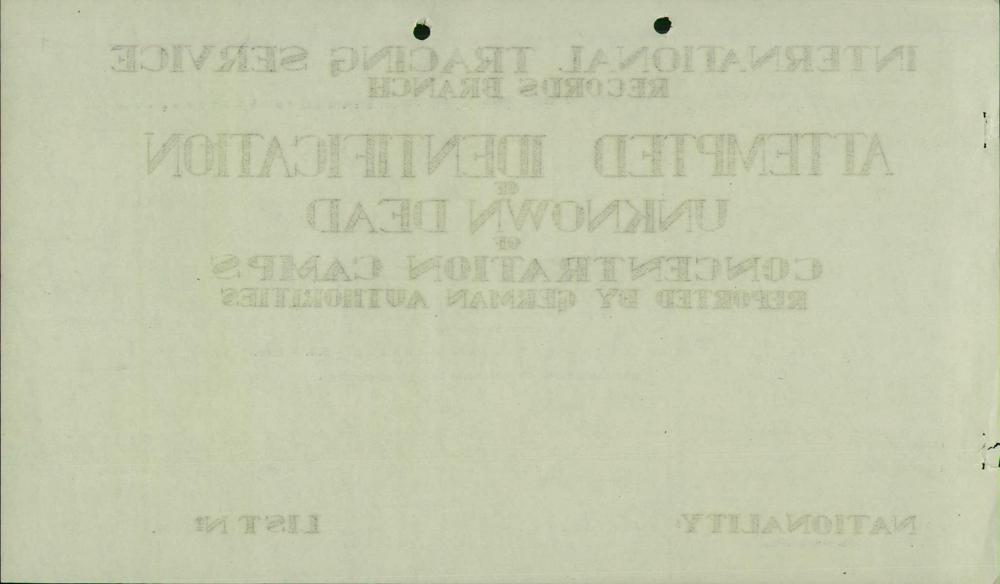 INTERNATIONAL TRACING SERVICE
RECORDS BRANCH
ATTEMPTED IDENTIFICATION
OF
UNKNOWN DEAD
OF
CONCENTRATION CAMPS
REPORTED BY GERMAN AUTHORITIES
NATIONALITY: LIST Nº